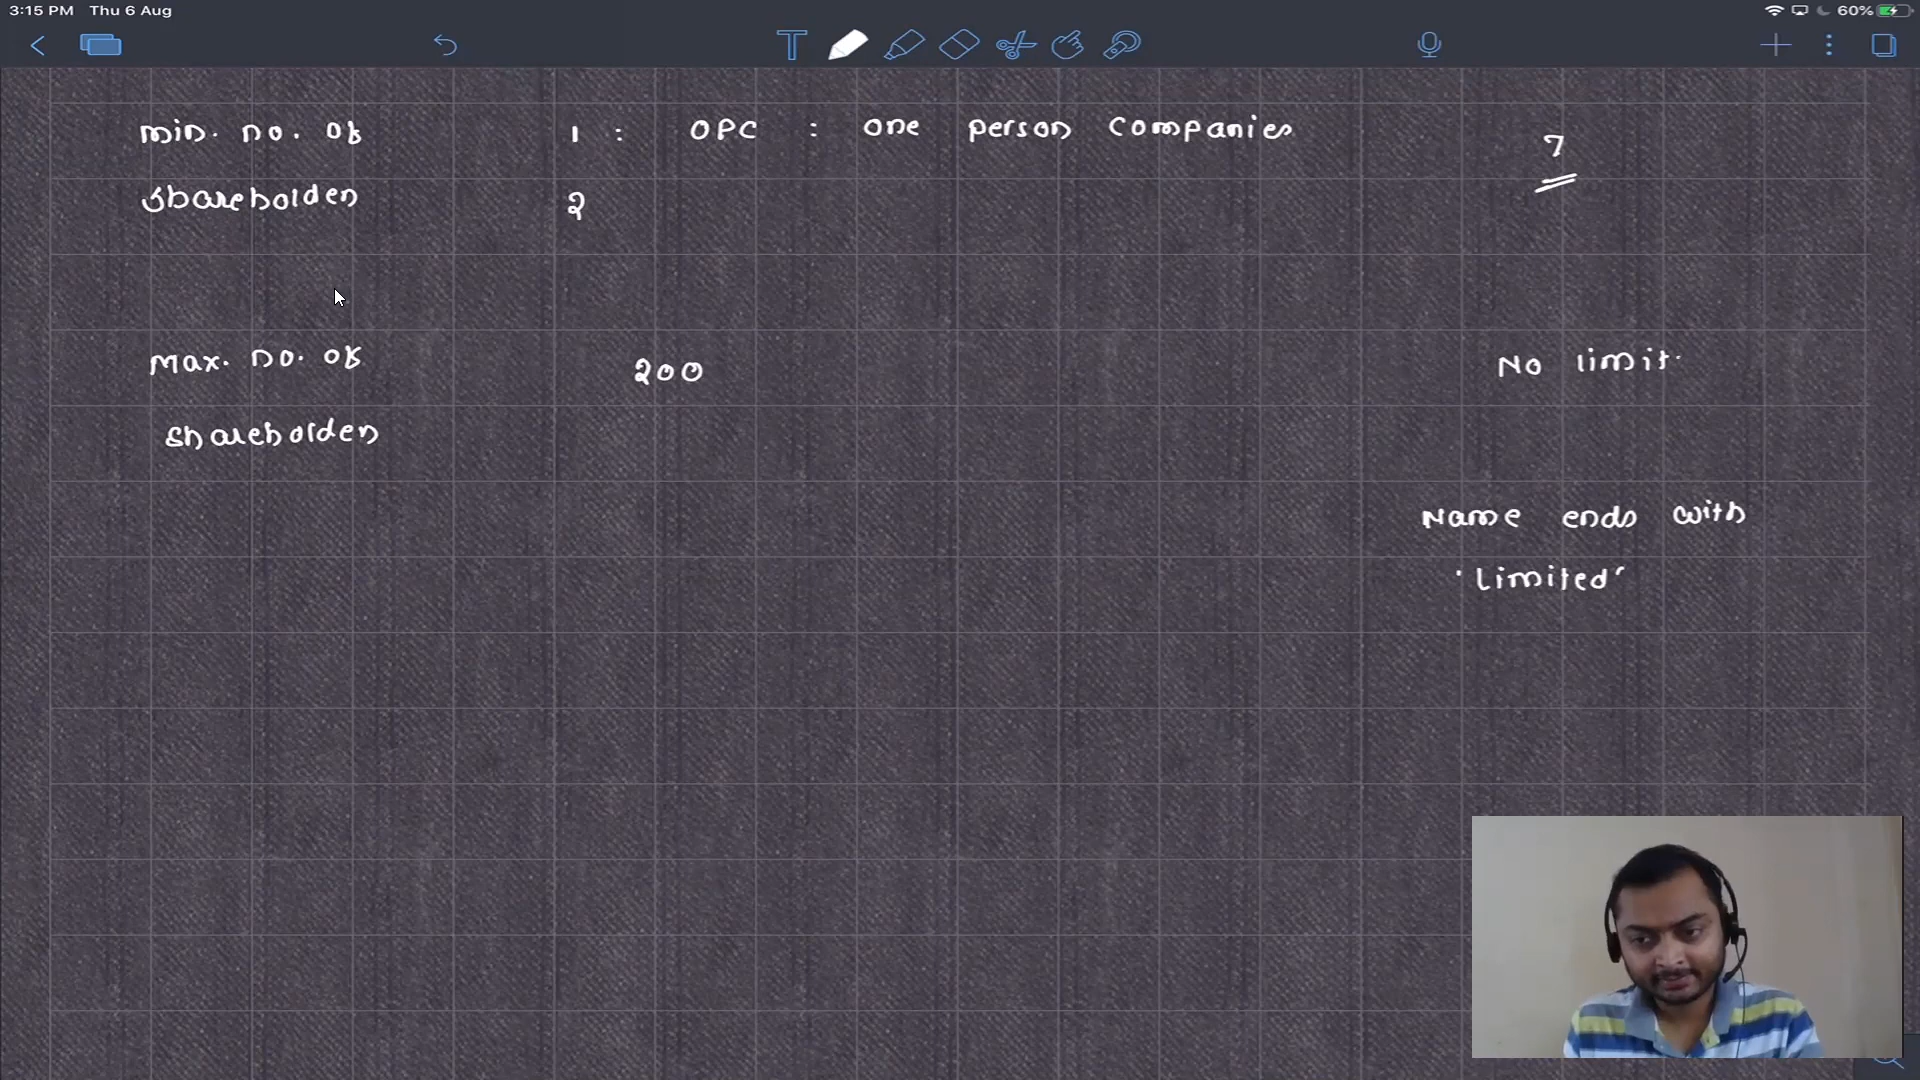 3:15 PM Thu 6 Aug
60%
T
Min. no. of 1 : OPC : One person Companies 7
Shareholders 2
Max. no. of 200 No limit.
Shareholders
Name ends with
'Limited'